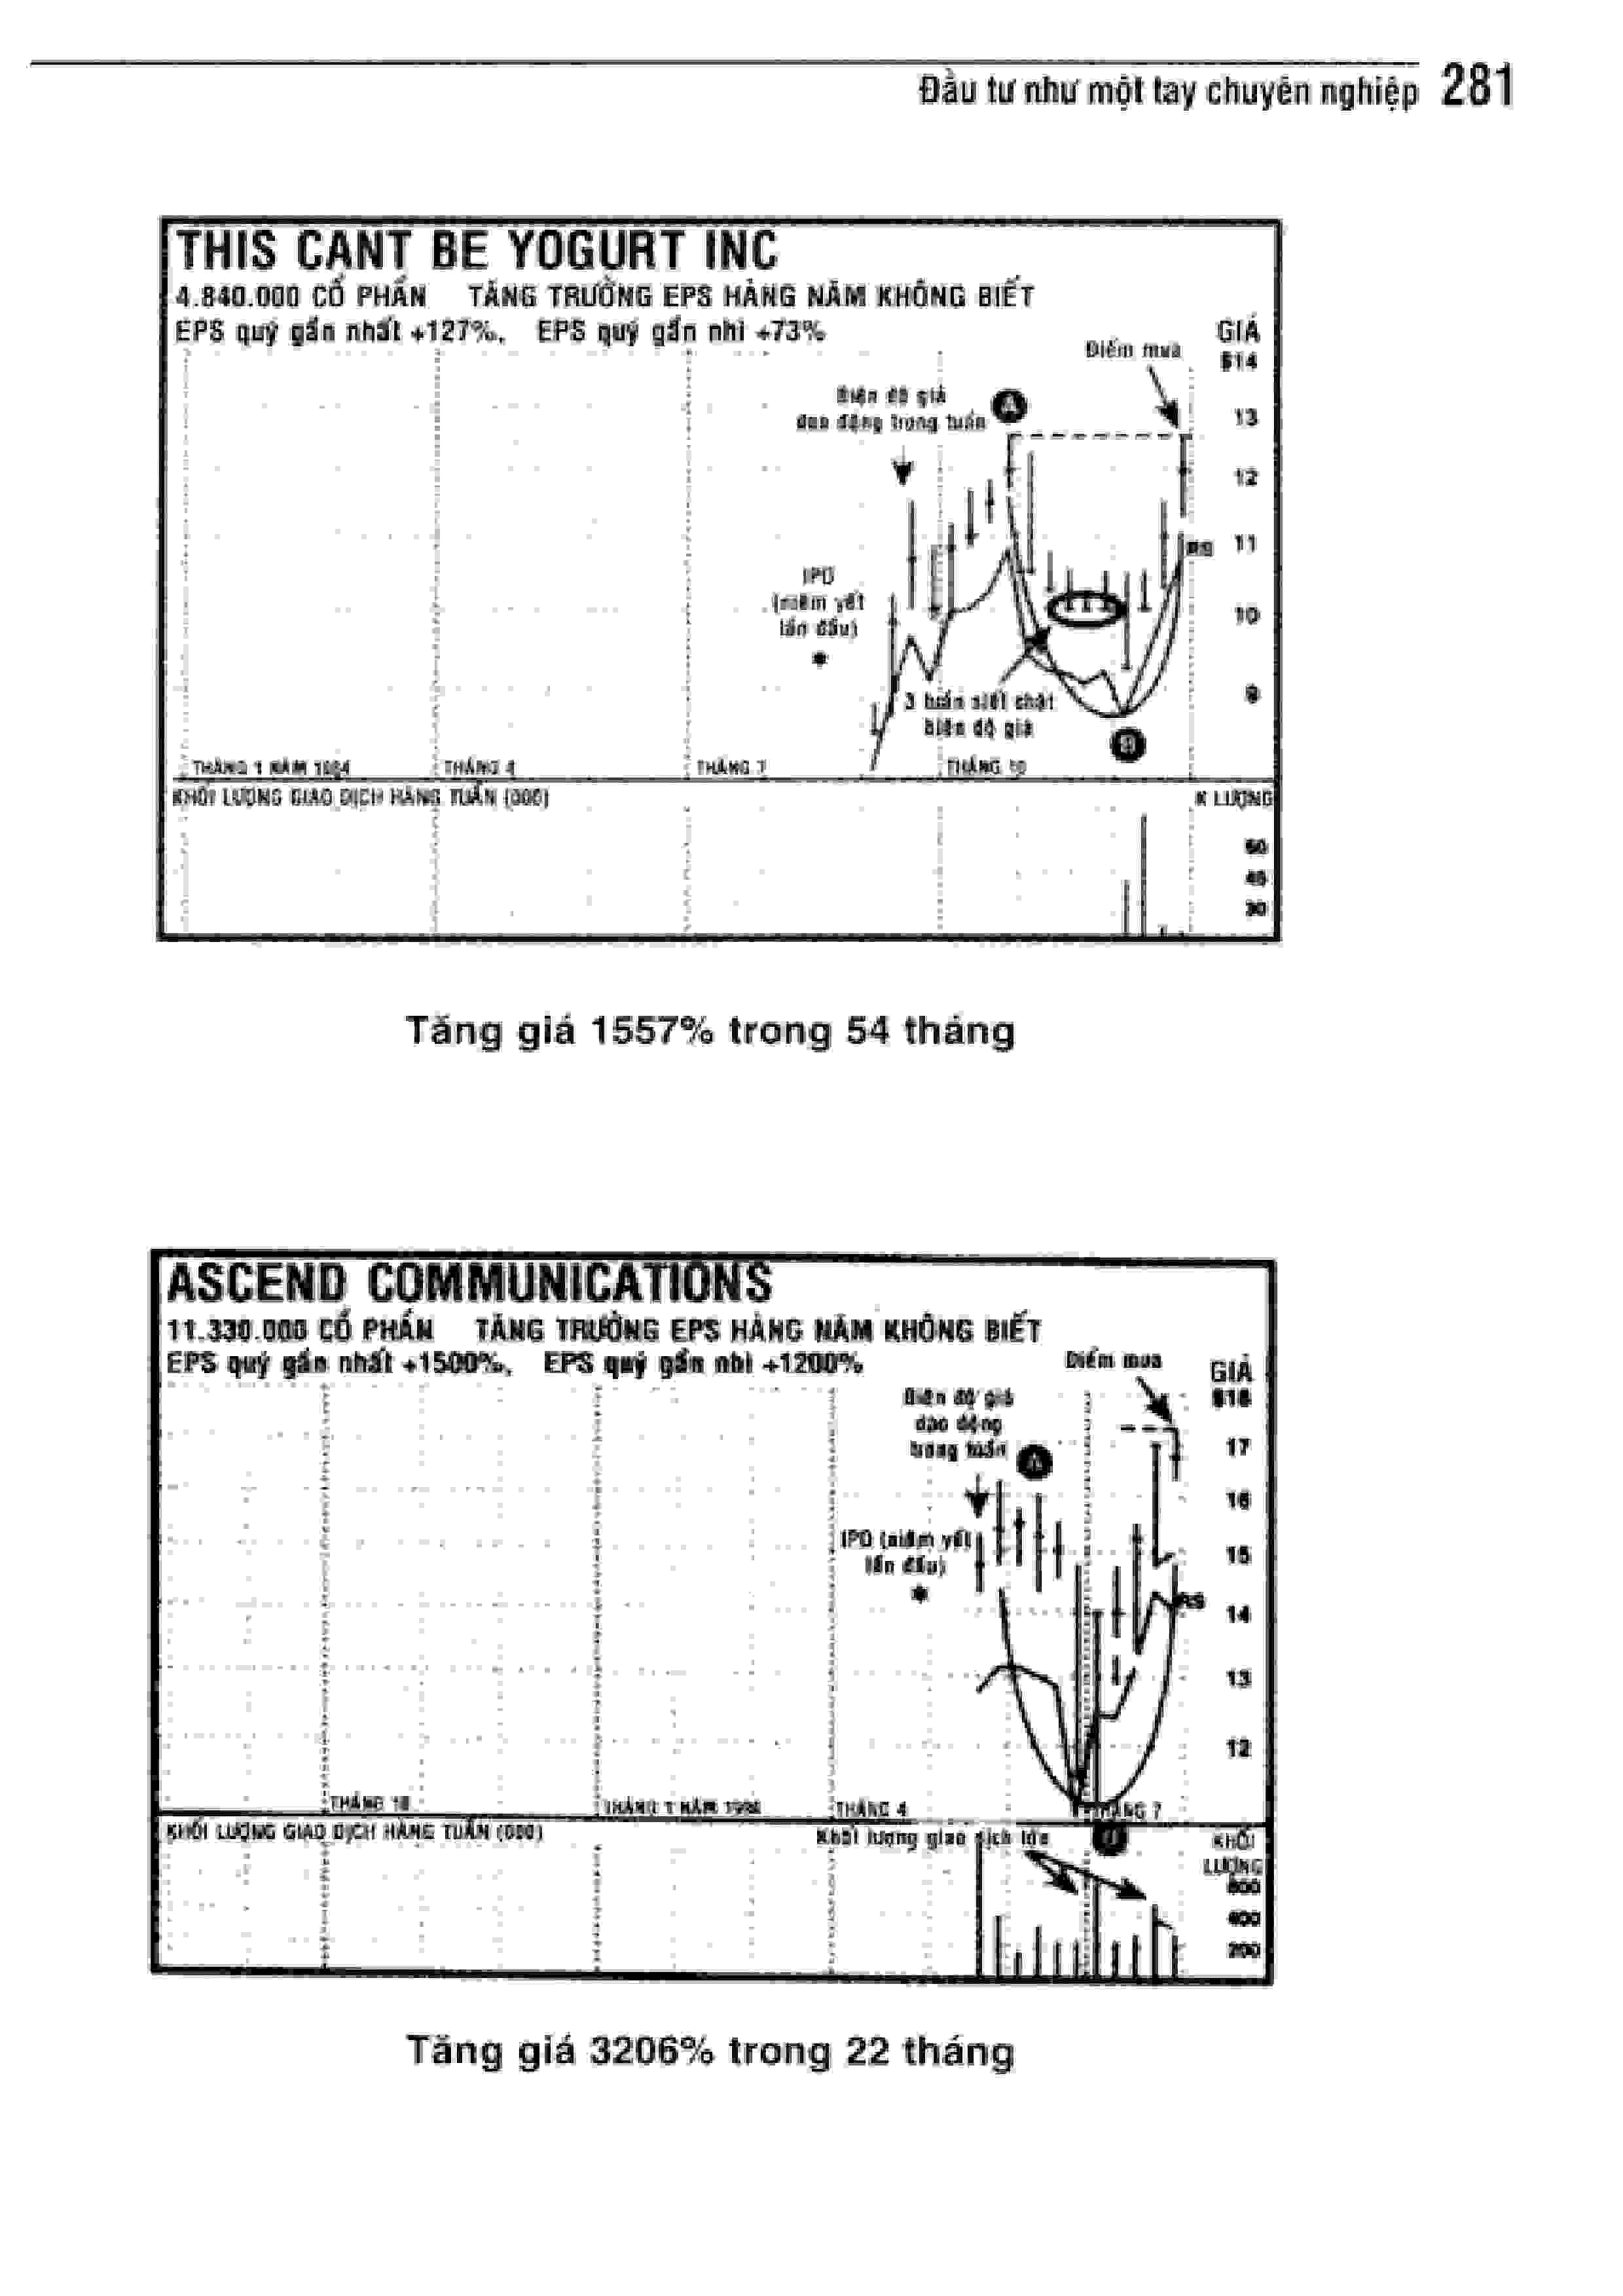 Đầu tư như một tay chuyên nghiệp 281
THIS CANT BE YOGURT INC
4.840.000 CỔ PHẦN TĂNG TRƯỞNG EPS HÀNG NĂM KHÔNG BIẾT
EPS quý gần nhất +127%, EPS quý gần nhì +73%
GIÁ
Điểm mua
$14
Biên độ giá
dao động trong tuần
A
13
12
11
RS
IPO
(niêm yết
lần đầu)
10
9
3 tuần siết chặt
biên độ giá
B
THÁNG 1 NĂM 1984
THÁNG 4
THÁNG 7
THÁNG 10
KHỐI LƯỢNG GIAO DỊCH HÀNG TUẦN (000)
K LƯỢNG
60
45
30
Tăng giá 1557% trong 54 tháng
ASCEND COMMUNICATIONS
11.330.000 CỔ PHẦN TĂNG TRƯỞNG EPS HÀNG NĂM KHÔNG BIẾT
EPS quý gần nhất +1500%, EPS quý gần nhì +1200%
Điểm mua
GIÁ
$18
Biên độ giá
dao động
trong tuần
A
17
16
IPO (niêm yết
lần đầu)
15
14
RS
13
12
THÁNG 10
THÁNG 1 NĂM
THÁNG 4
THÁNG 7
KHỐI LƯỢNG GIAO DỊCH HÀNG TUẦN (000)
Khối lượng giao dịch lớn
KHỐI
LƯỢNG
600
400
200
Tăng giá 3206% trong 22 tháng